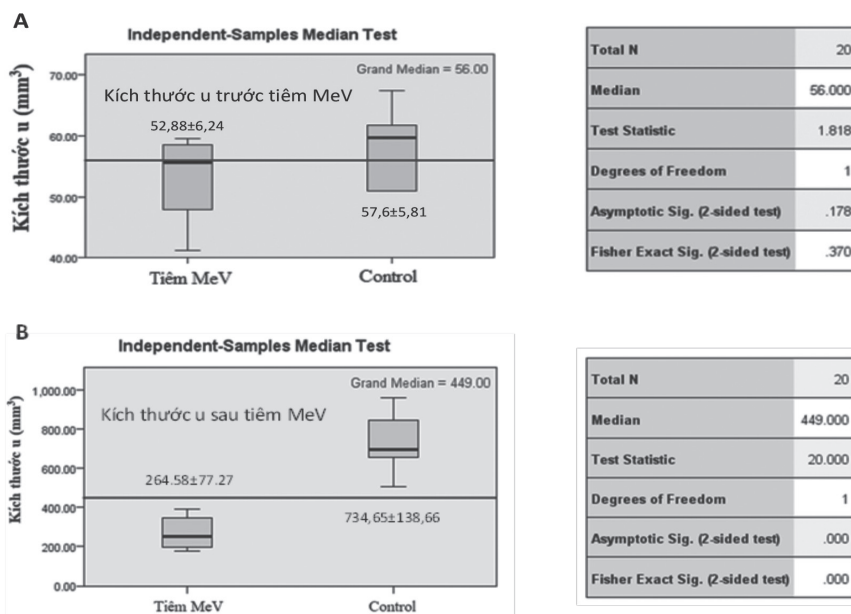 A
Independent-Samples Median Test
Grand Median = 56.00
Kích thước u trước tiêm MeV
Kích thước u (mm³)
70.00
60.00
50.00
40.00
52,88±6,24
57,6±5,81
Tiêm MeV
Control
Total N 20
Median 56.000
Test Statistic 1.818
Degrees of Freedom 1
Asymptotic Sig. (2-sided test) .178
Fisher Exact Sig. (2-sided test) .370
B
Independent-Samples Median Test
Grand Median = 449.00
Kích thước u sau tiêm MeV
Kích thước u (mm³)
1,000.00
800.00
600.00
400.00
200.00
0.00
264.58±77.27
734,65±138,66
Tiêm MeV
Control
Total N 20
Median 449.000
Test Statistic 20.000
Degrees of Freedom 1
Asymptotic Sig. (2-sided test) .000
Fisher Exact Sig. (2-sided test) .000